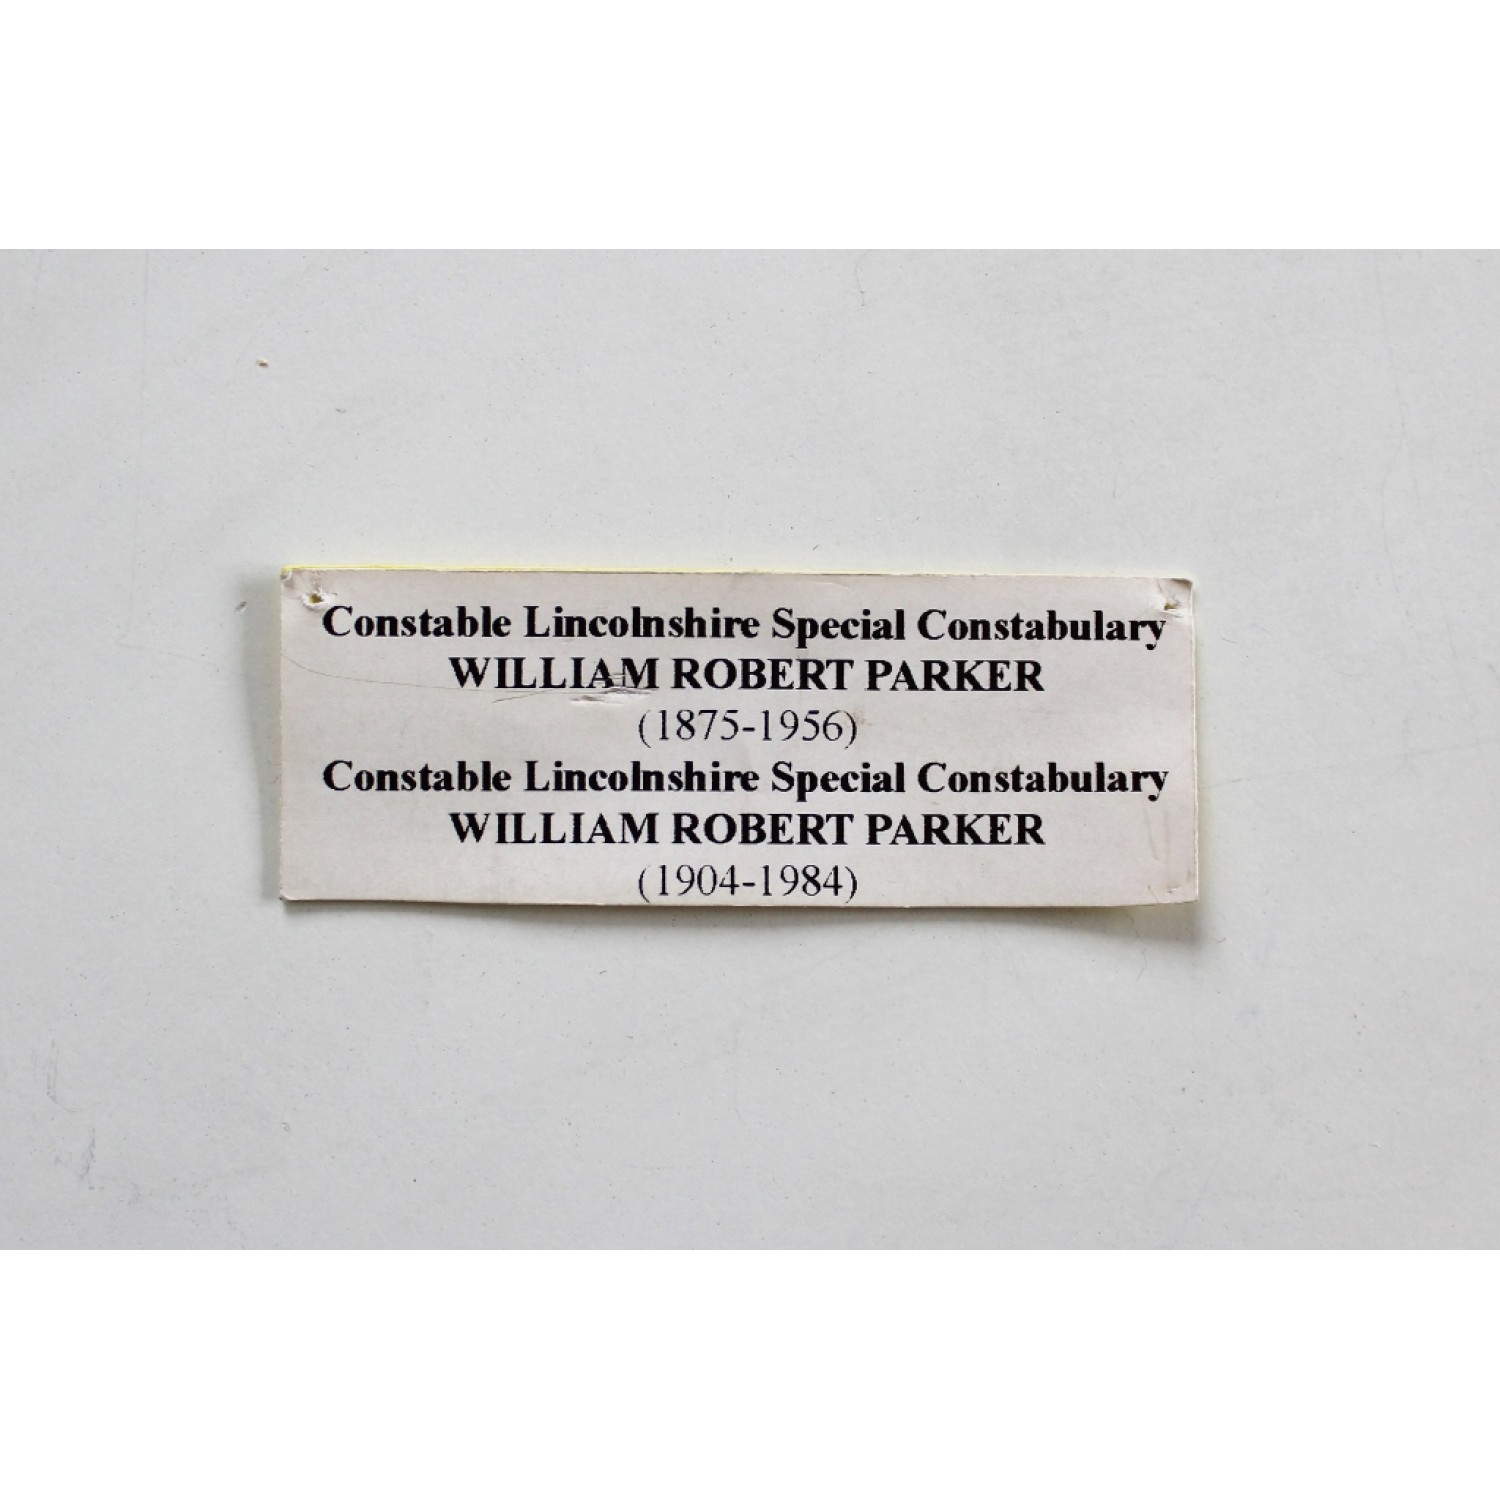 Constable Lincolnshire Special Constabulary
WILLIAM ROBERT PARKER
(1875-1956)
Constable Lincolnshire Special Constabulary
WILLIAM ROBERT PARKER
(1904-1984)